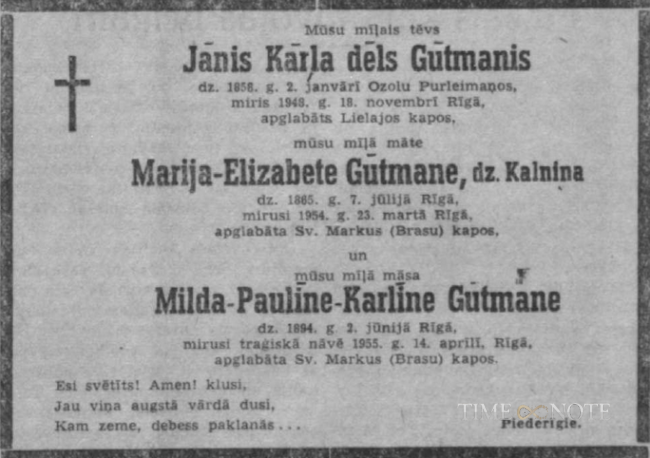 Mūsu mīļais tēvs
Jānis Kārļa dēls Gūtmanis
dz. 1858. g. 2. janvārī Ozolu Purleimaņos,
miris 1948. g. 18. novembrī Rīgā,
apglabāts Lielajos kapos,
mūsu mīļā māte
Marija-Elizabete Gūtmane, dz. Kalniņa
dz. 1865. g. 7. jūlijā Rīgā,
mirusi 1954. g. 23. martā Rīgā,
apglabāta Sv. Markus (Brasu) kapos,
un
mūsu mīļā māsa
Milda-Paulīne-Karlīne Gūtmane
dz. 1894. g. 2. jūnijā Rīgā,
mirusi traģiskā nāvē 1955. g. 14. aprilī, Rīgā,
apglabāta Sv. Markus (Brasu) kapos.
Esi svētīts! Amen! klusi,
Jau viņa augstā vārdā dusi,
Kam zeme, debess paklanās...
Piederīgie.
TIMENOTE